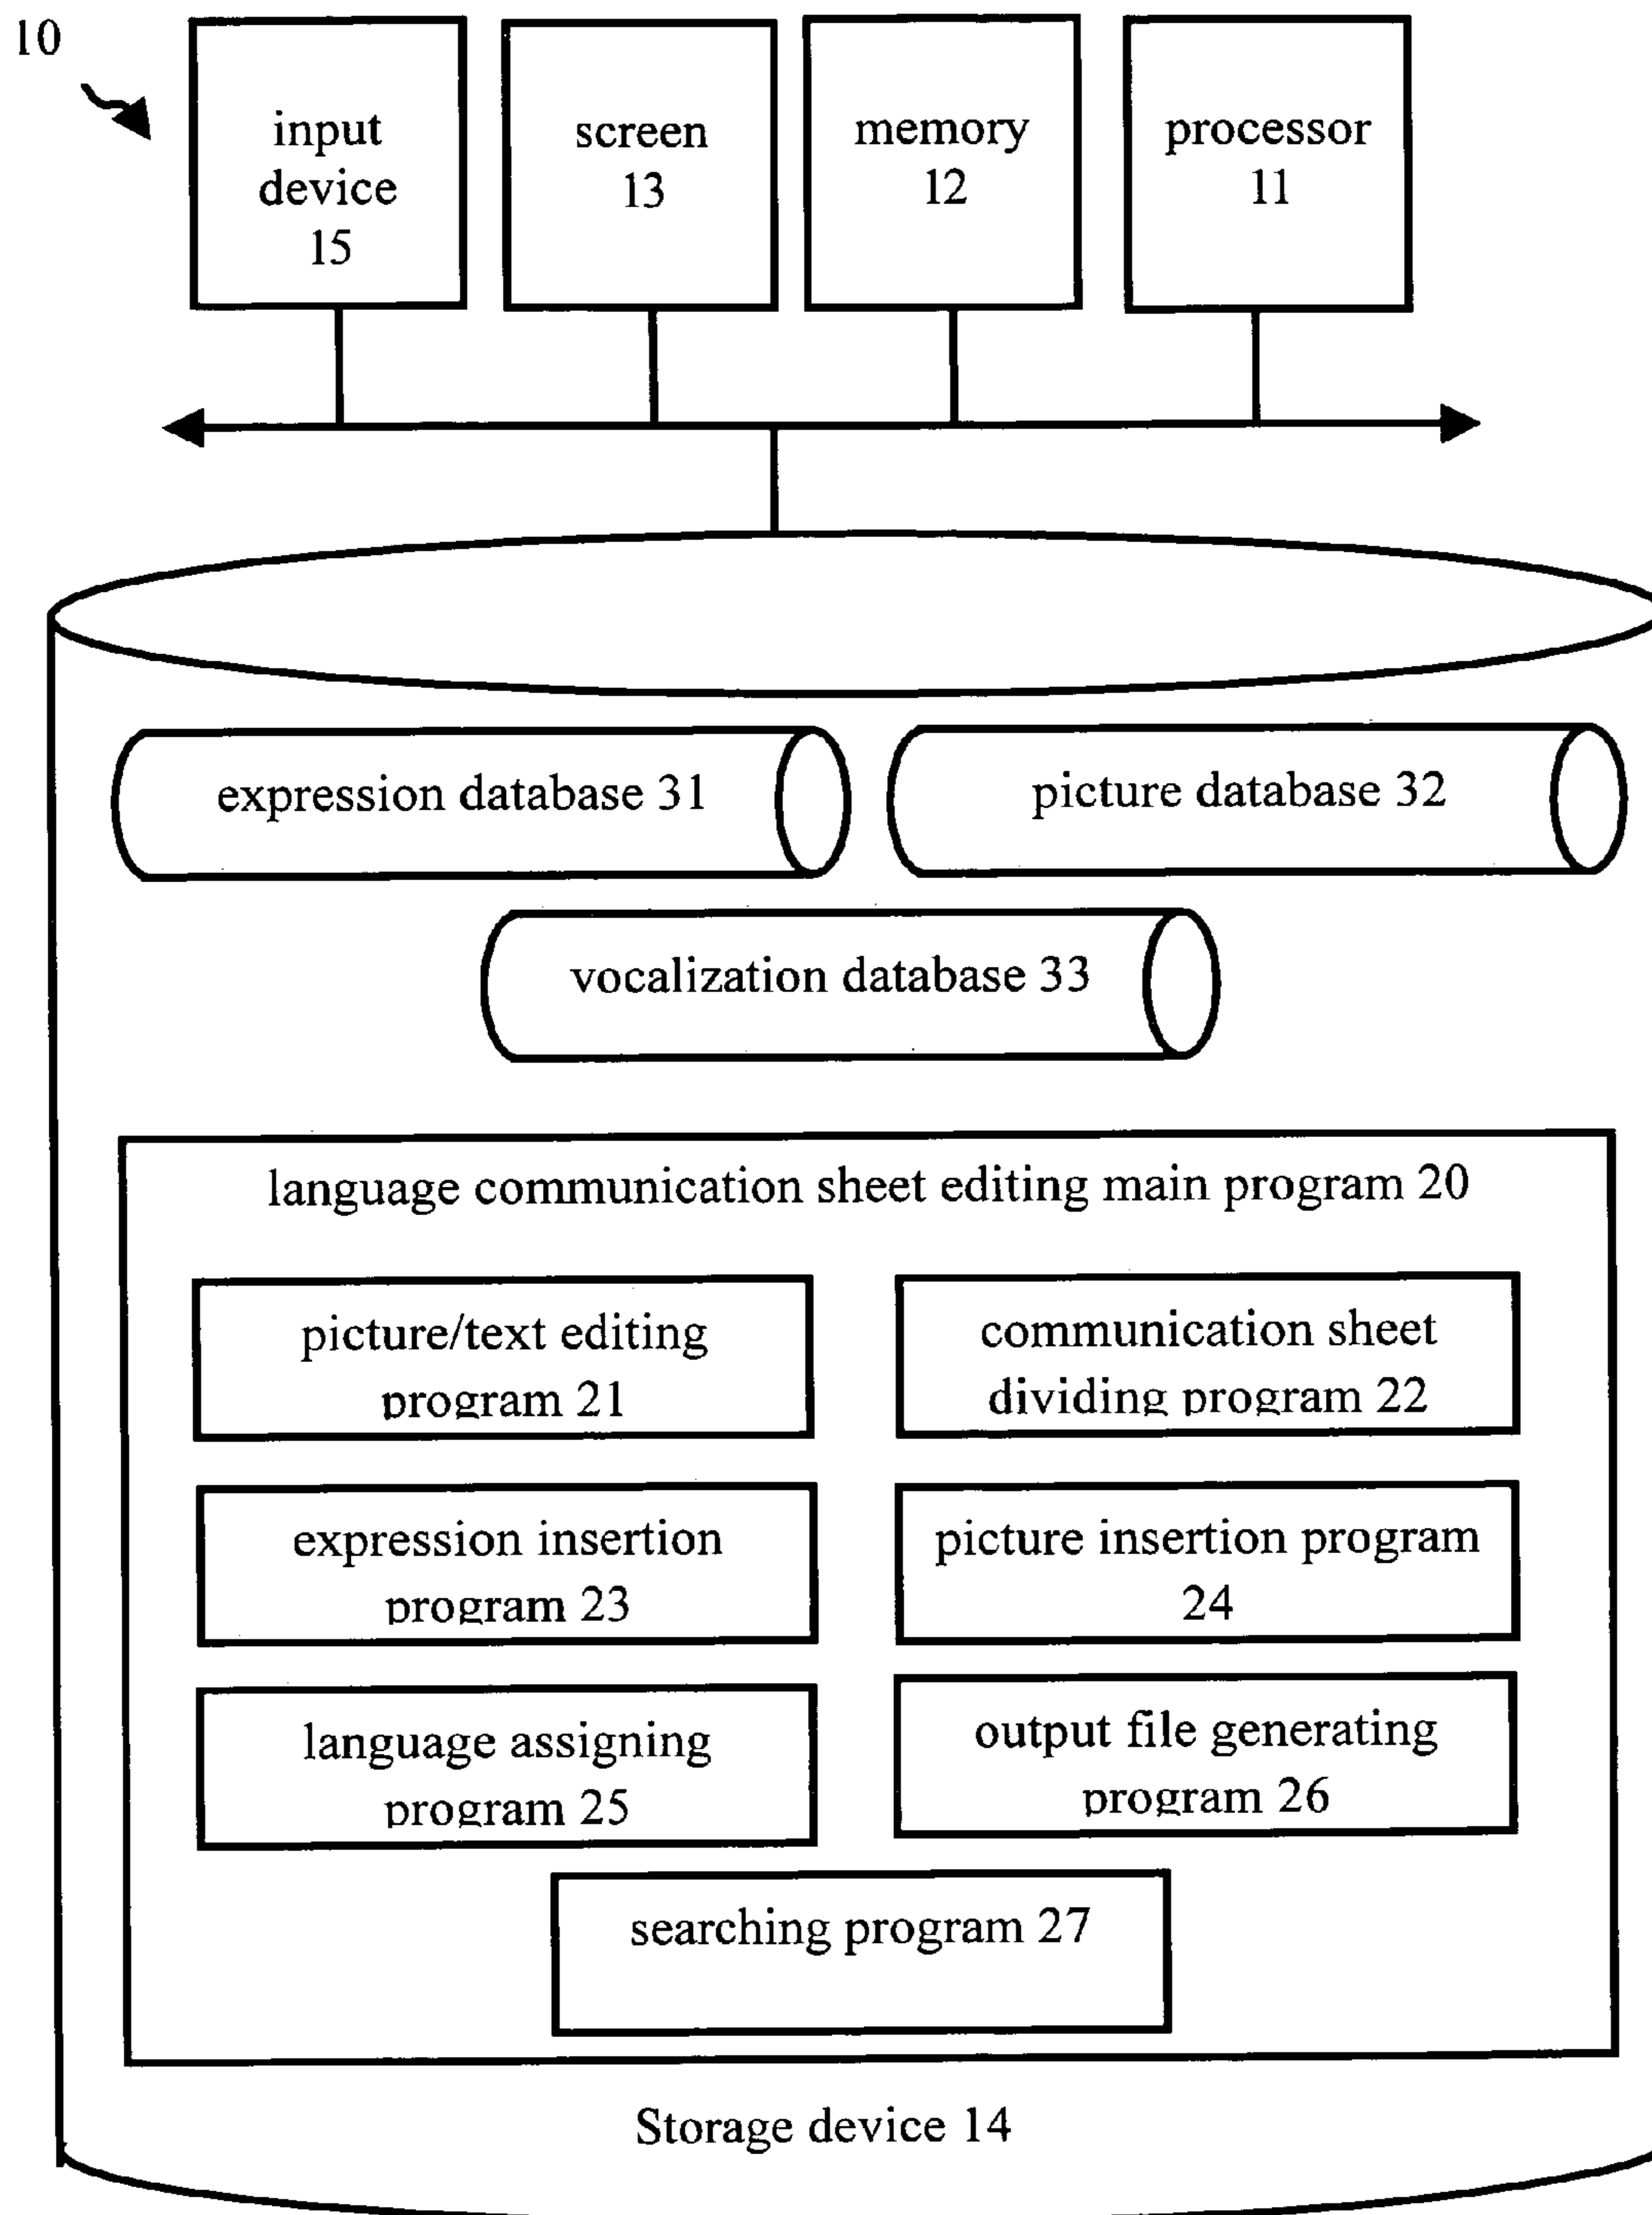 10
input
device
15
screen
13
memory
12
processor
11
expression database 31
picture database 32
vocalization database 33
language communication sheet editing main program 20
picture/text editing
program 21
communication sheet
dividing program 22
expression insertion
program 23
picture insertion program
24
language assigning
program 25
output file generating
program 26
searching program 27
Storage device 14